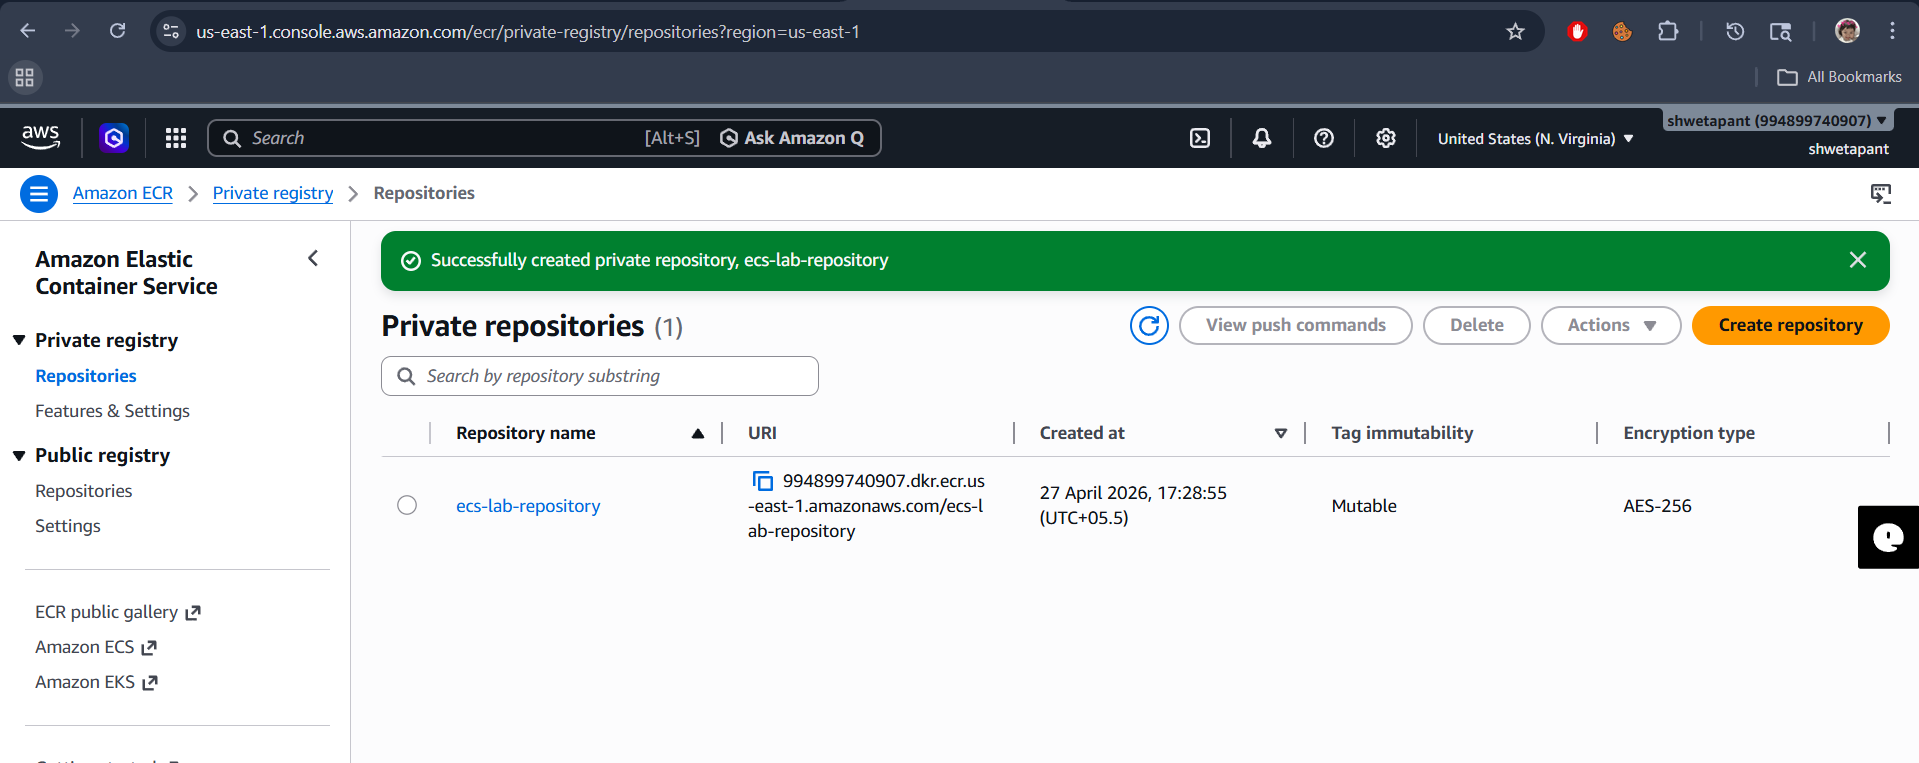 us-east-1.console.aws.amazon.com/ecr/private-registry/repositories?region=us-east-1
All Bookmarks
aws
Search
[Alt+S]
Ask Amazon Q
United States (N. Virginia)
shwetapant (994899740907)
shwetapant
Amazon ECR
Private registry
Repositories
Amazon Elastic
Container Service
Private registry
Repositories
Features & Settings
Public registry
Repositories
Settings
ECR public gallery
Amazon ECS
Amazon EKS
Successfully created private repository, ecs-lab-repository
Private repositories (1)
View push commands
Delete
Actions
Create repository
Search by repository substring
Repository name
URI
Created at
Tag immutability
Encryption type
ecs-lab-repository
994899740907.dkr.ecr.us
-east-1.amazonaws.com/ecs-l
ab-repository
27 April 2026, 17:28:55
(UTC+05.5)
Mutable
AES-256